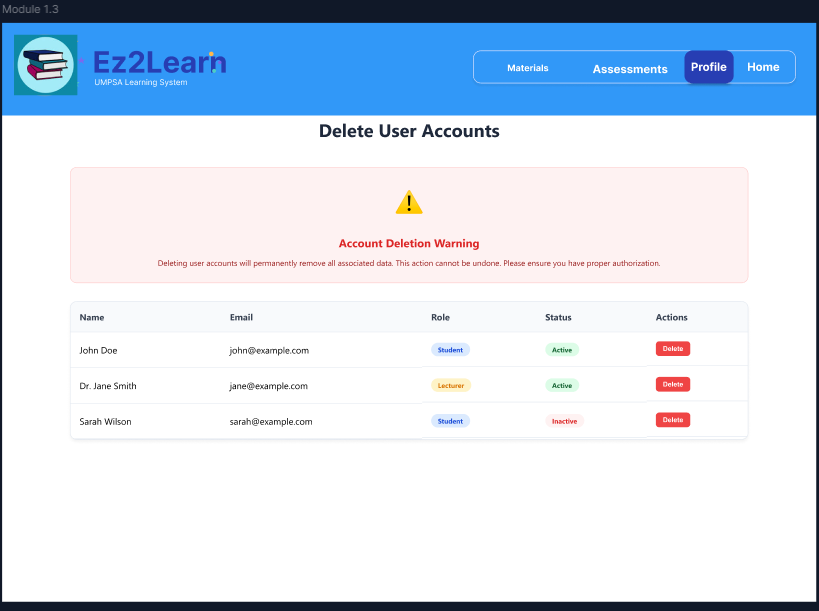 Module 1.3
Ez2Learn
UMPSA Learning System
Materials
Assessments
Profile
Home
Delete User Accounts
Account Deletion Warning
Deleting user accounts will permanently remove all associated data. This action cannot be undone. Please ensure you have proper authorization.
Name Email Role Status Actions
John Doe john@example.com Student Active Delete
Dr. Jane Smith jane@example.com Lecturer Active Delete
Sarah Wilson sarah@example.com Student Inactive Delete